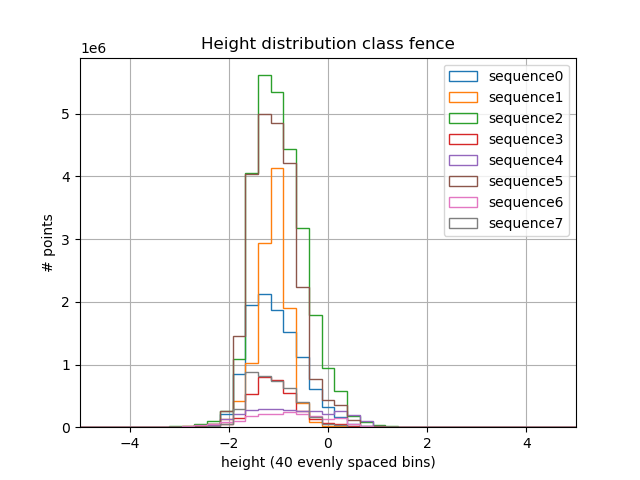 Height distribution class fence
1e6
sequence0
sequence1
sequence2
sequence3
sequence4
sequence5
sequence6
sequence7
5
4
3
2
1
0
# points
−4
−2
0
2
4
height (40 evenly spaced bins)